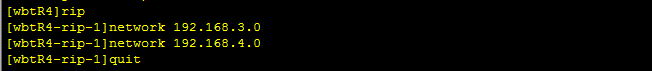 [wbtR4]rip
[wbtR4-rip-1]network 192.168.3.0
[wbtR4-rip-1]network 192.168.4.0
[wbtR4-rip-1]quit